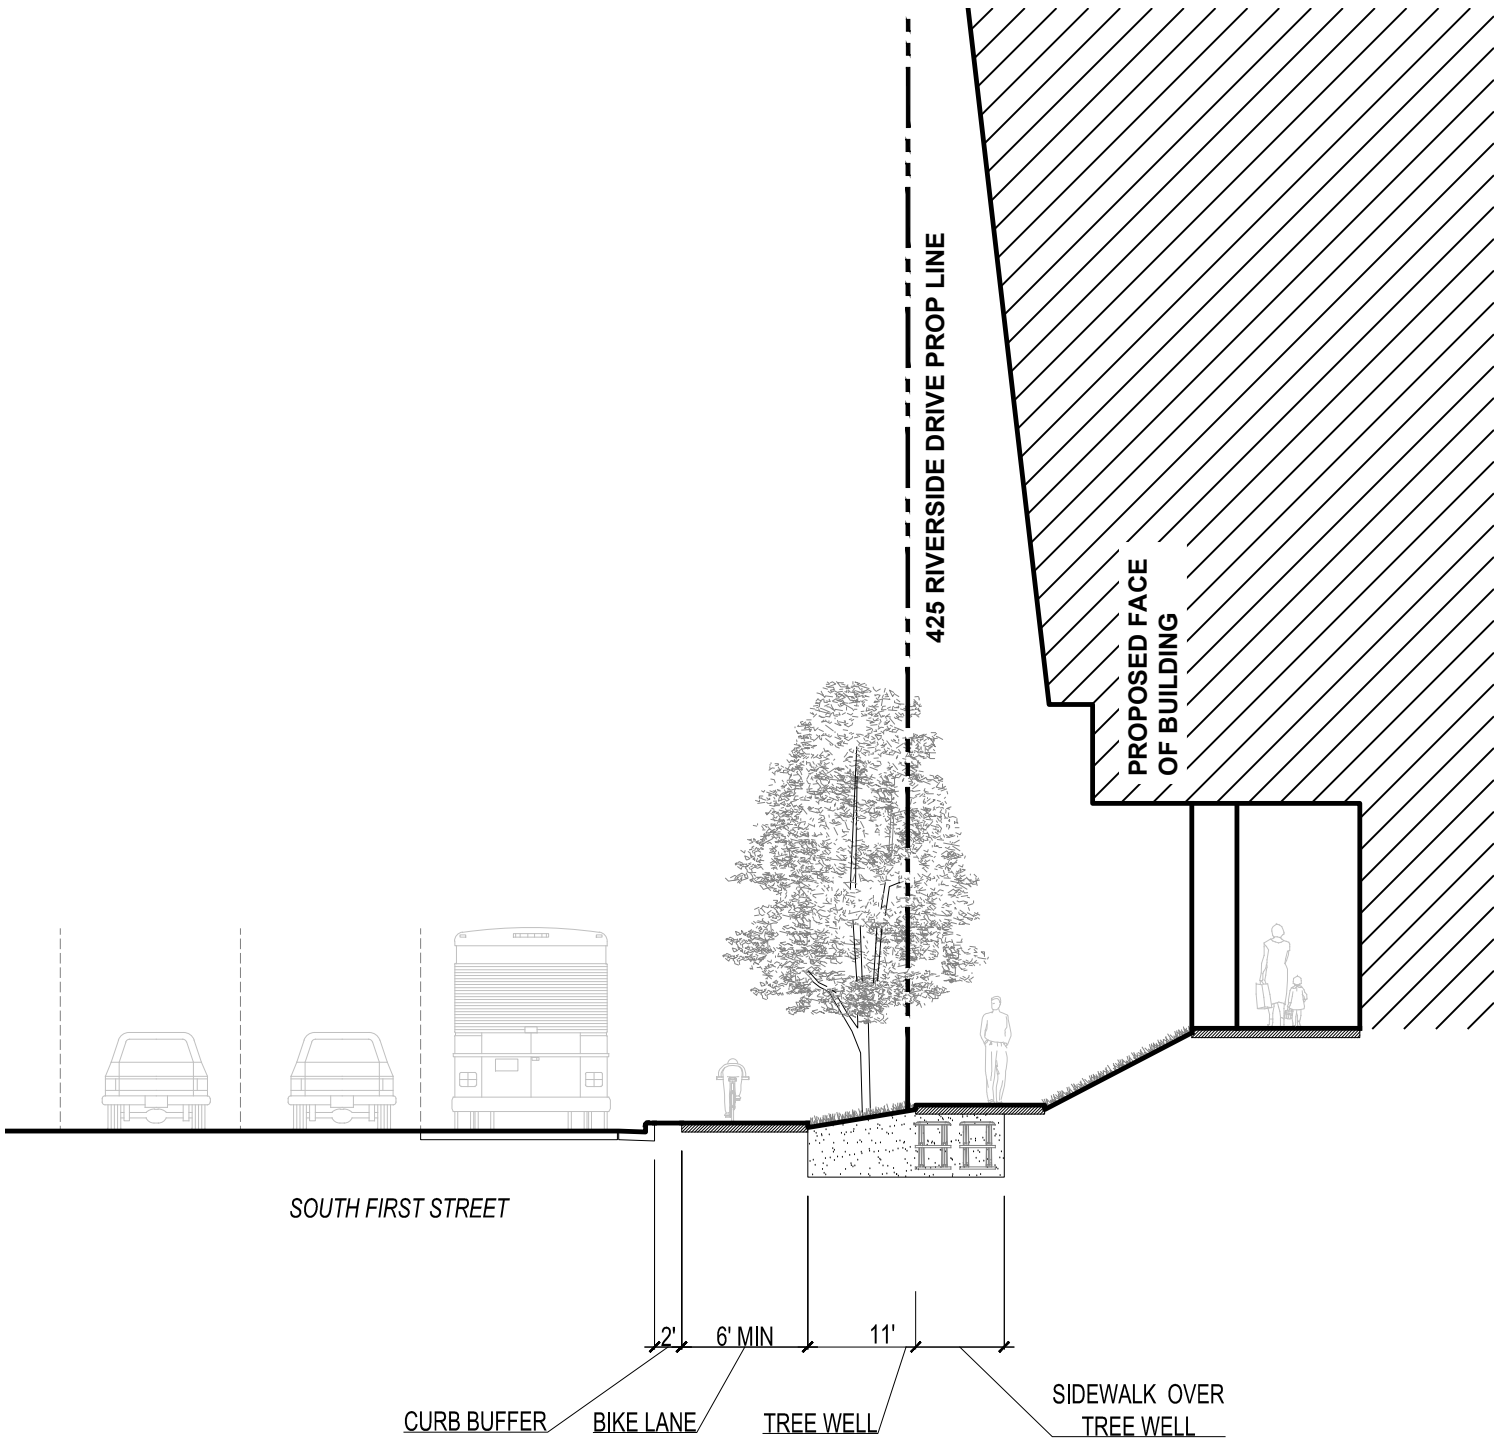 425 RIVERSIDE DRIVE PROP LINE
PROPOSED FACE
OF BUILDING
SOUTH FIRST STREET
2'
6' MIN
11'
CURB BUFFER
BIKE LANE
TREE WELL
SIDEWALK OVER
TREE WELL